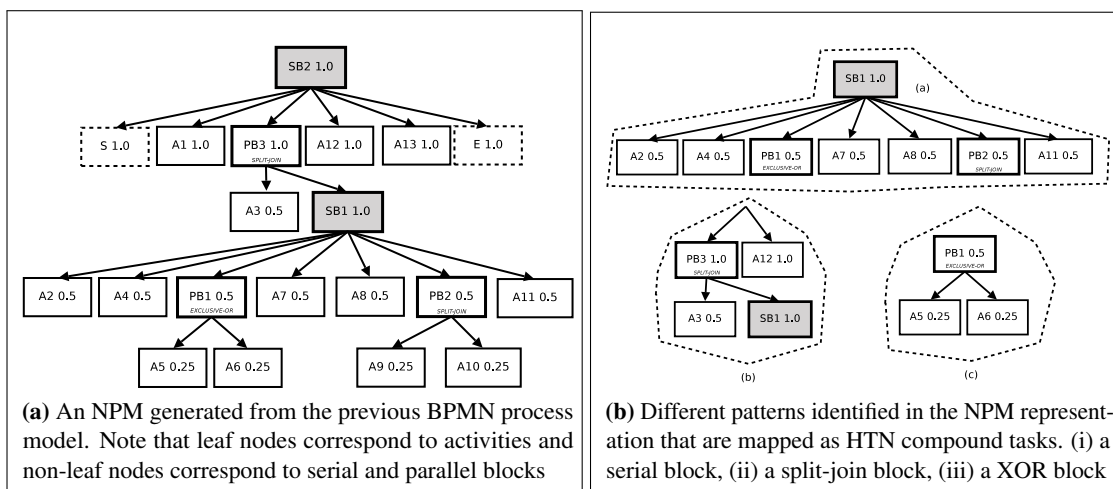 SB2 1.0
S 1.0 A1 1.0 PB3 1.0 A12 1.0 A13 1.0 E 1.0
SPLIT-JOIN
A3 0.5 SB1 1.0
A2 0.5 A4 0.5 PB1 0.5 A7 0.5 A8 0.5 PB2 0.5 A11 0.5
EXCLUSIVE-OR SPLIT-JOIN
A5 0.25 A6 0.25 A9 0.25 A10 0.25
(a) An NPM generated from the previous BPMN process
model. Note that leaf nodes correspond to activities and
non-leaf nodes correspond to serial and parallel blocks
SB1 1.0
(a)
A2 0.5 A4 0.5 PB1 0.5 A7 0.5 A8 0.5 PB2 0.5 A11 0.5
EXCLUSIVE-OR SPLIT-JOIN
PB3 1.0 A12 1.0
SPLIT-JOIN
A3 0.5 SB1 1.0
(b)
PB1 0.5
EXCLUSIVE-OR
A5 0.25 A6 0.25
(c)
(b) Different patterns identified in the NPM represent-
ation that are mapped as HTN compound tasks. (i) a
serial block, (ii) a split-join block, (iii) a XOR block